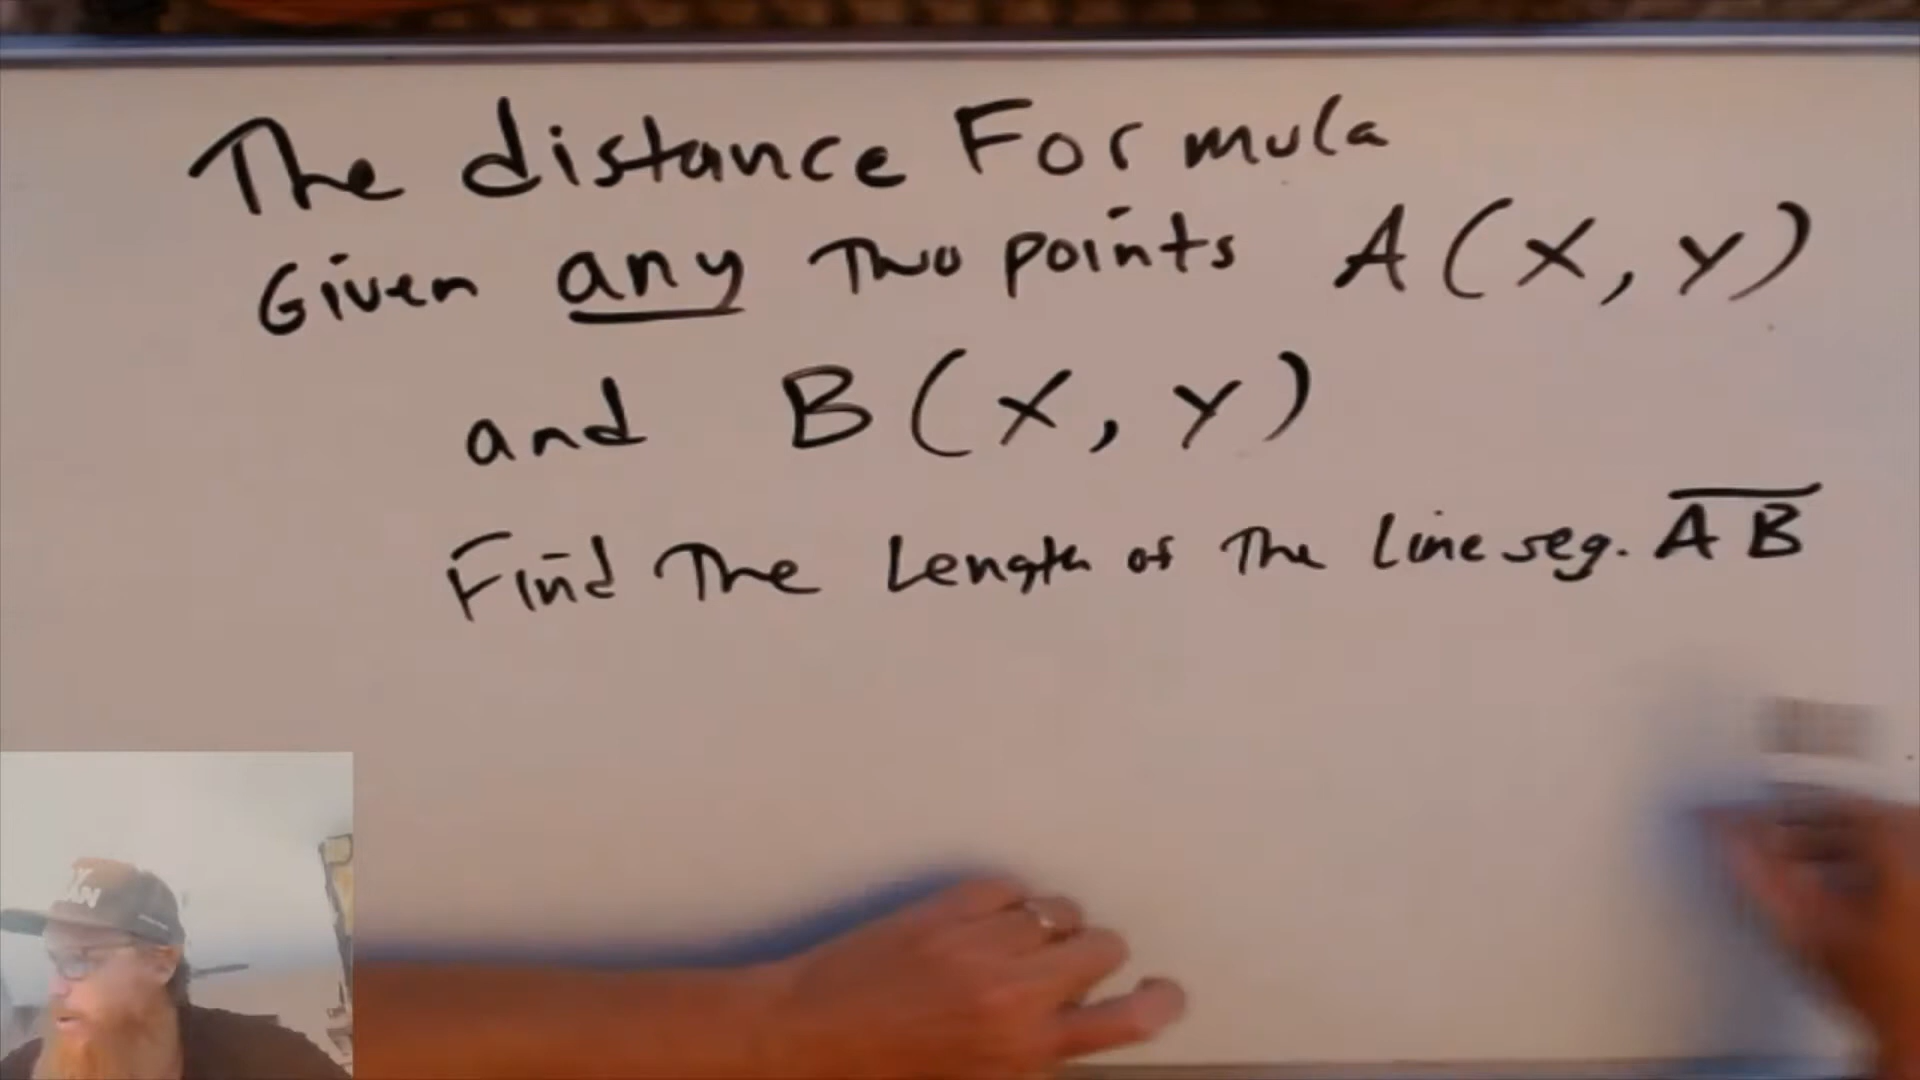 The distance Formula
Given any Two points A(X, Y)
and B(X, Y)
Find The Length of The Line seg. AB